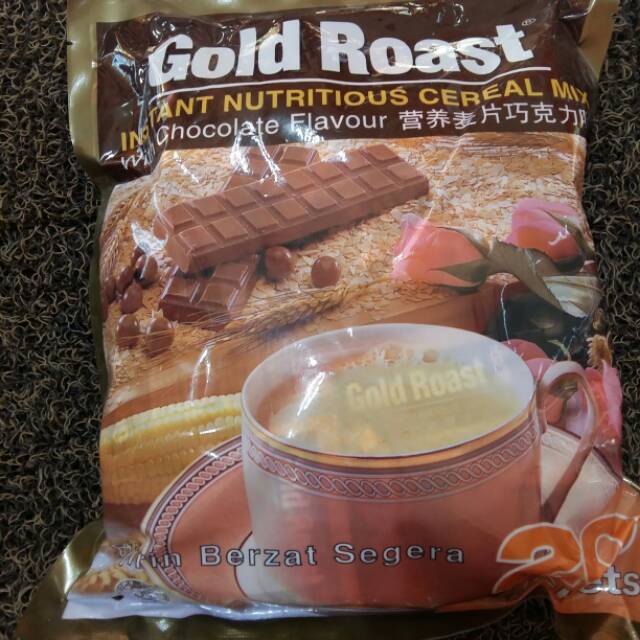 Gold Roast®
INSTANT NUTRITIOUS CEREAL MIX
Chocolate Flavour 营养麦片巧克力
Gold Roast
Berzat Segera